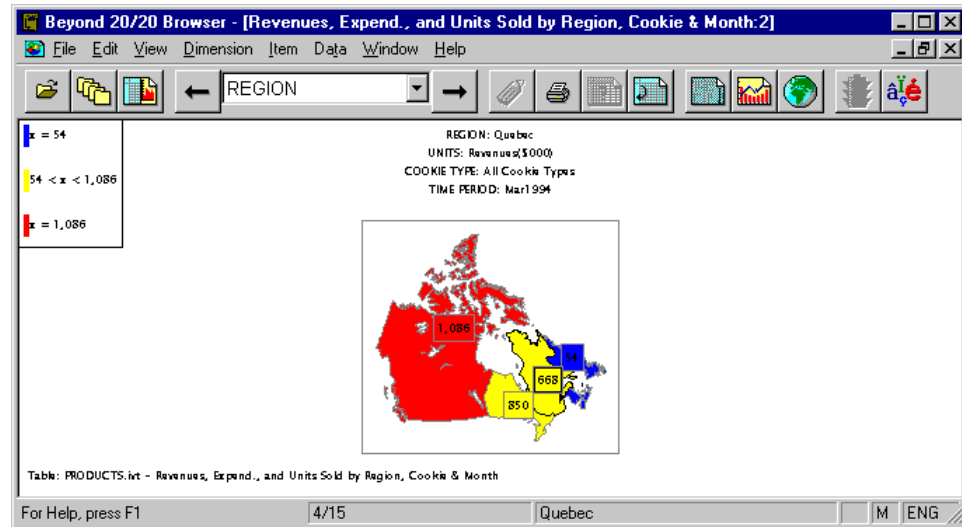 Beyond 20/20 Browser - [Revenues, Expend., and Units Sold by Region, Cookie & Month:2]
File Edit View Dimension Item Data Window Help
REGION
âÏçé
x = 54
54 < x < 1,086
x = 1,086
REGION: Quebec
UNITS: Revenues($000)
COOKIE TYPE: All Cookie Types
TIME PERIOD: Mar1994
1,086
54
668
850
Table: PRODUCTS.ivt - Revenues, Expend., and Units Sold by Region, Cookie & Month
For Help, press F1 4/15 Quebec M ENG